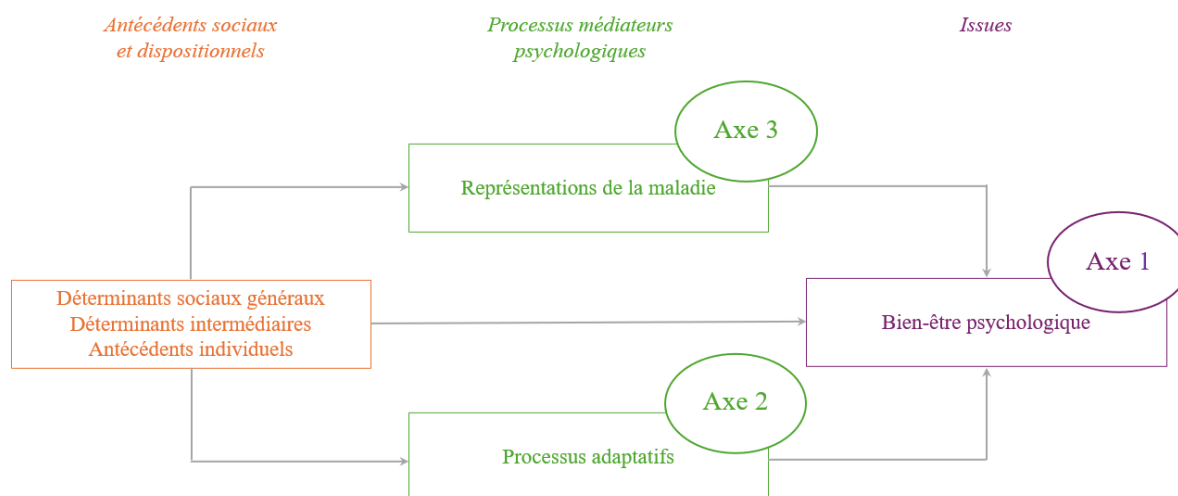 Antécédents sociaux
et dispositionnels
Processus médiateurs
psychologiques
Issues
Axe 3
Représentations de la maladie
Axe 1
Déterminants sociaux généraux
Déterminants intermédiaires
Antécédents individuels
Bien-être psychologique
Axe 2
Processus adaptatifs